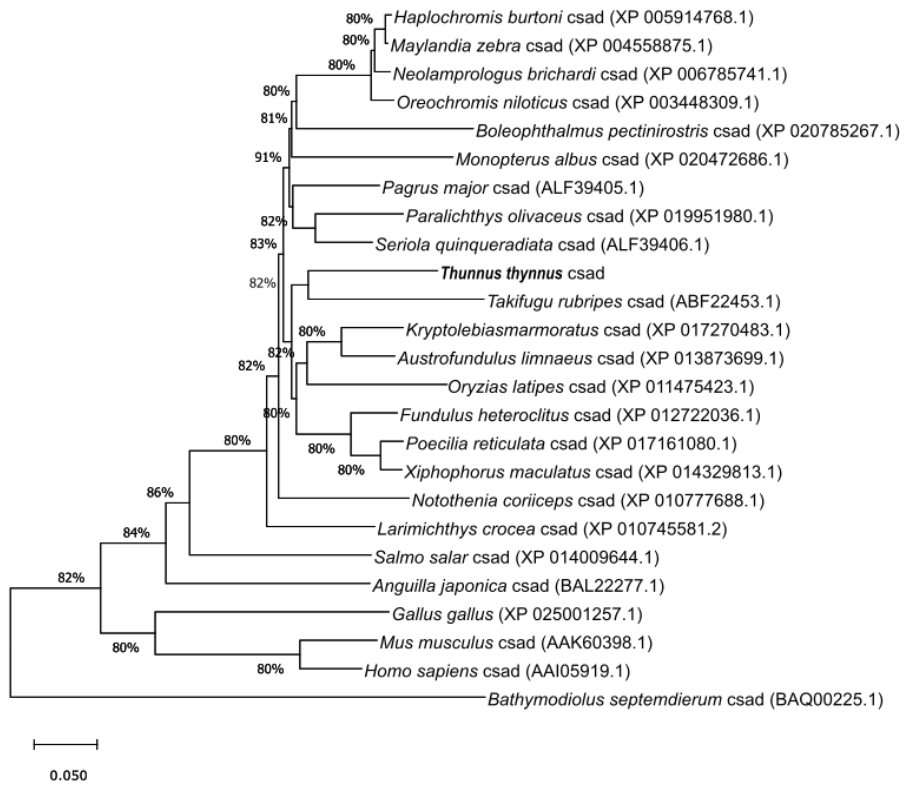 80%
Haplochromis burtoni csad (XP 005914768.1)
80%
Maylandia zebra csad (XP 004558875.1)
80%
Neolamprologus brichardi csad (XP 006785741.1)
80%
Oreochromis niloticus csad (XP 003448309.1)
81%
Boleophthalmus pectinirostris csad (XP 020785267.1)
91%
Monopterus albus csad (XP 020472686.1)
Pagrus major csad (ALF39405.1)
82%
Paralichthys olivaceus csad (XP 019951980.1)
83%
Seriola quinqueradiata csad (ALF39406.1)
82%
Thunnus thynnus csad
Takifugu rubripes csad (ABF22453.1)
80%
Kryptolebiasmarmoratus csad (XP 017270483.1)
82%
82%
Austrofundulus limnaeus csad (XP 013873699.1)
Oryzias latipes csad (XP 011475423.1)
80%
Fundulus heteroclitus csad (XP 012722036.1)
80%
80%
Poecilia reticulata csad (XP 017161080.1)
80%
Xiphophorus maculatus csad (XP 014329813.1)
86%
Notothenia coriiceps csad (XP 010777688.1)
84%
Larimichthys crocea csad (XP 010745581.2)
Salmo salar csad (XP 014009644.1)
82%
Anguilla japonica csad (BAL22277.1)
Gallus gallus (XP 025001257.1)
80%
Mus musculus csad (AAK60398.1)
80%
Homo sapiens csad (AAI05919.1)
Bathymodiolus septemdierum csad (BAQ00225.1)
0.050